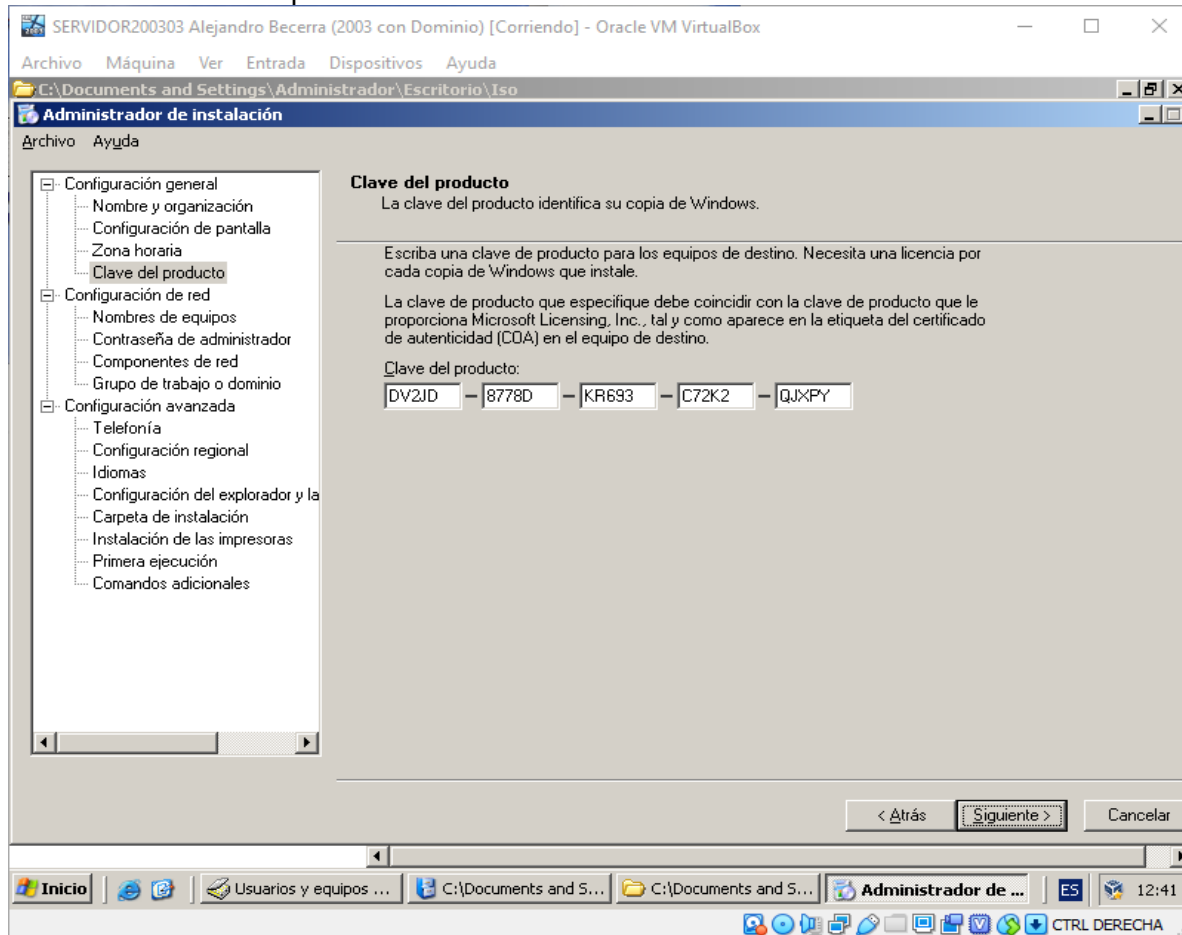 SERVIDOR200303 Alejandro Becerra (2003 con Dominio) [Corriendo] - Oracle VM VirtualBox
Archivo Máquina Ver Entrada Dispositivos Ayuda
C:\Documents and Settings\Administrador\Escritorio\Iso
Administrador de instalación
Archivo Ayuda
Configuración general
Nombre y organización
Configuración de pantalla
Zona horaria
Clave del producto
Configuración de red
Nombres de equipos
Contraseña de administrador
Componentes de red
Grupo de trabajo o dominio
Configuración avanzada
Telefonía
Configuración regional
Idiomas
Configuración del explorador y la
Carpeta de instalación
Instalación de las impresoras
Primera ejecución
Comandos adicionales
Clave del producto
La clave del producto identifica su copia de Windows.
Escriba una clave de producto para los equipos de destino. Necesita una licencia por
cada copia de Windows que instale.
La clave de producto que especifique debe coincidir con la clave de producto que le
proporciona Microsoft Licensing, Inc., tal y como aparece en la etiqueta del certificado
de autenticidad (COA) en el equipo de destino.
Clave del producto:
DV2JD – 8778D – KR693 – C72K2 – QJXPY
< Atrás Siguiente > Cancelar
Inicio Usuarios y equipos ... C:\Documents and S... C:\Documents and S... Administrador de ... ES 12:41
CTRL DERECHA